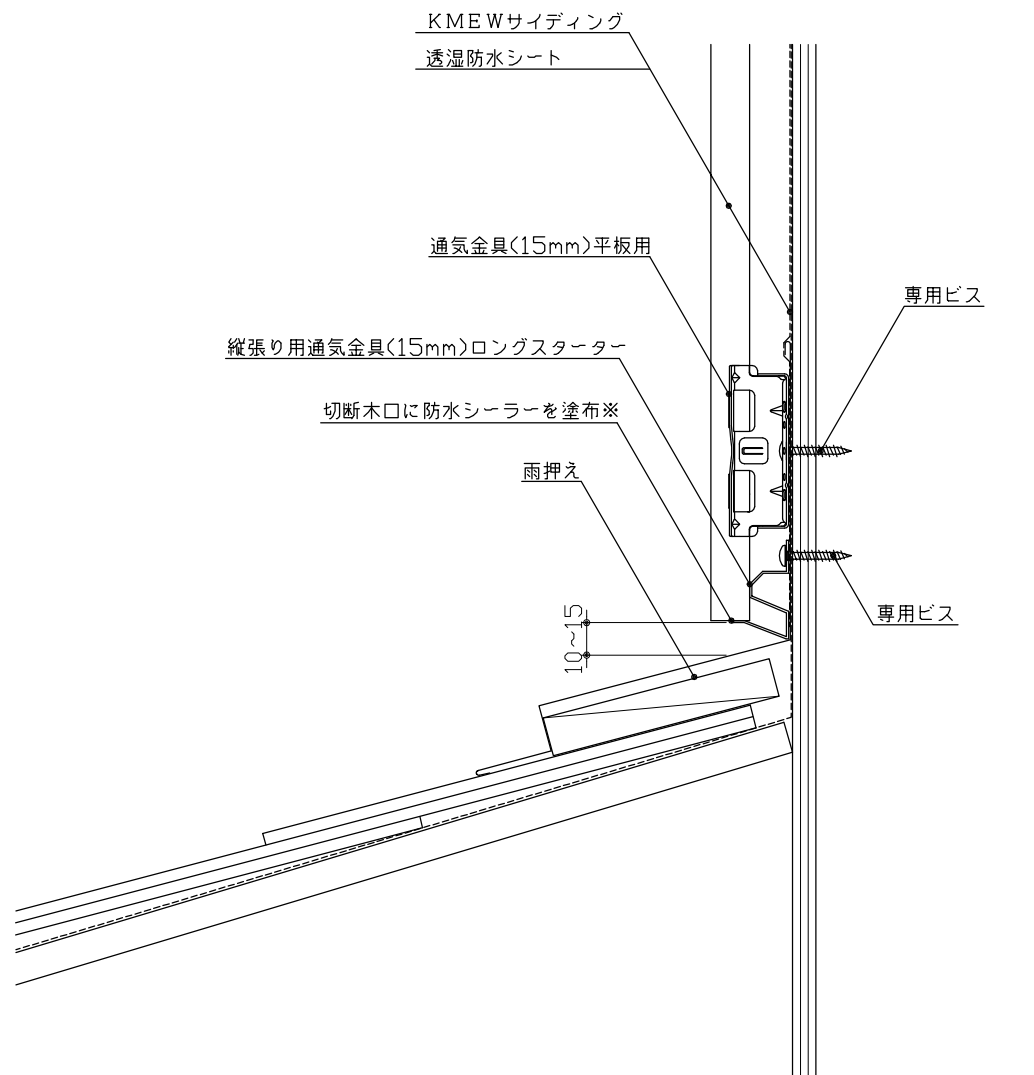 KMEWサイディング
透湿防水シート
通気金具(15mm)平板用
専用ビス
縦張り用通気金具(15mm)ロングスターター
切断木口に防水シーラーを塗布※
雨押え
専用ビス
10~15